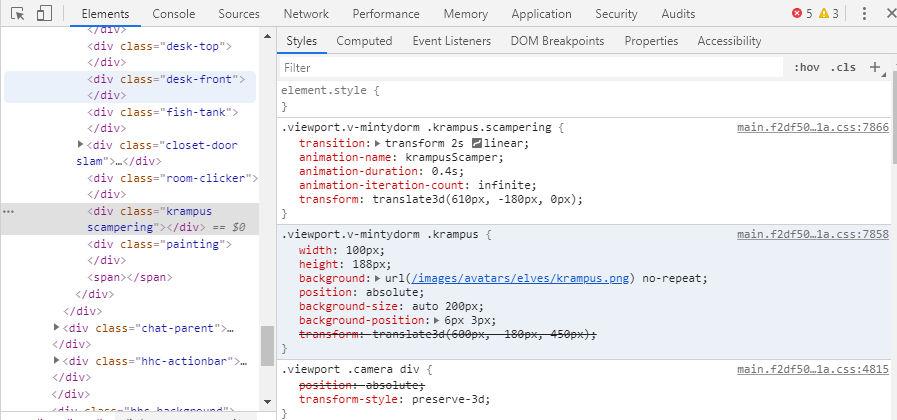 Elements Console Sources Network Performance Memory Application Security Audits 5 3
</div>
<div class="desk-top">
</div>
<div class="desk-front">
</div>
<div class="fish-tank">
</div>
<div class="closet-door
slam">…</div>
<div class="room-clicker">
</div>
<div class="krampus
scampering"></div> == $0
<div class="painting">
</div>
<span></span>
</div>
</div>
<div class="chat-parent">…
</div>
<div class="hhc-actionbar">…
</div>
</div>
<div class="hhc-background">
Styles Computed Event Listeners DOM Breakpoints Properties Accessibility
Filter :hov .cls +
element.style {
}
.viewport.v-mintydorm .krampus.scampering { main.f2df50…1a.css:7866
transition: transform 2s linear;
animation-name: krampusScamper;
animation-duration: 0.4s;
animation-iteration-count: infinite;
transform: translate3d(610px, -180px, 0px);
}
.viewport.v-mintydorm .krampus { main.f2df50…1a.css:7858
width: 100px;
height: 188px;
background: url(/images/avatars/elves/krampus.png) no-repeat;
position: absolute;
background-size: auto 200px;
background-position: 6px 3px;
transform: translate3d(600px, -180px, 450px);
}
.viewport .camera div { main.f2df50…1a.css:4815
position: absolute;
transform-style: preserve-3d;
}